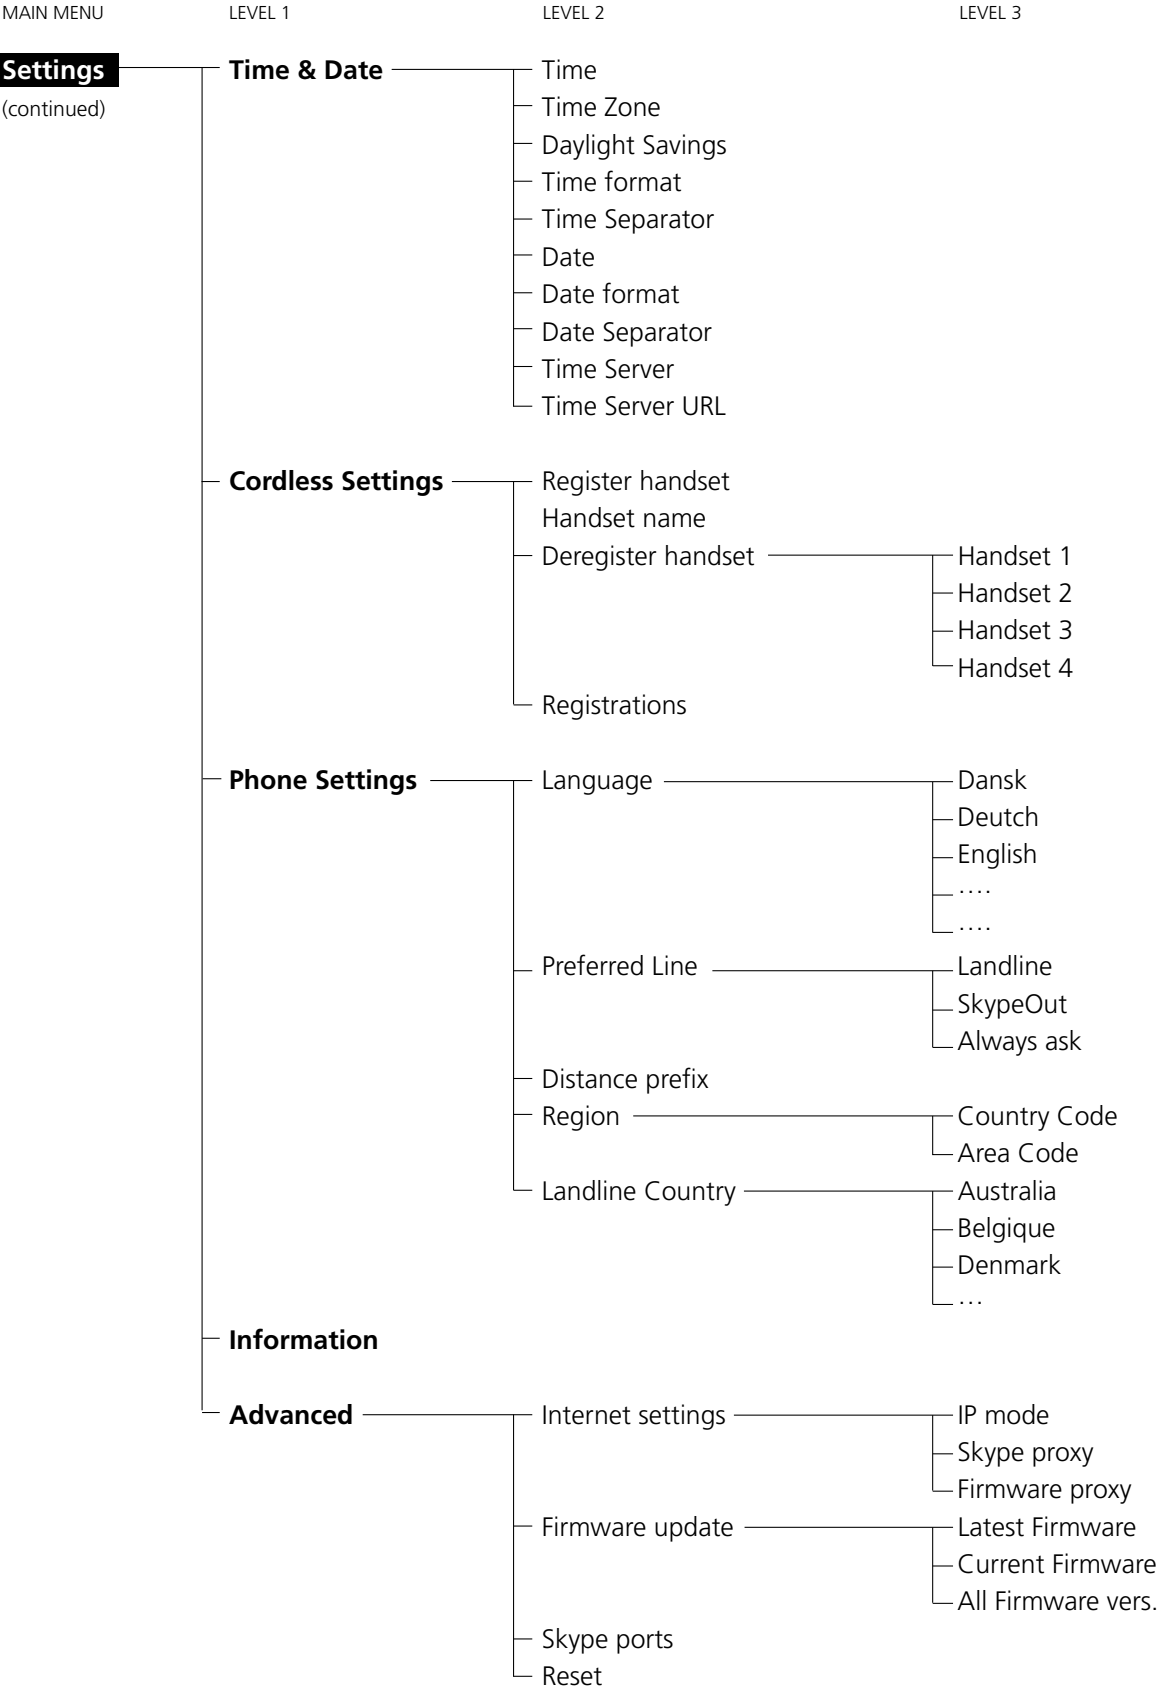 MAIN MENU LEVEL 1 LEVEL 2 LEVEL 3
Settings Time & Date Time
(continued) Time Zone
Daylight Savings
Time format
Time Separator
Date
Date format
Date Separator
Time Server
Time Server URL
Cordless Settings Register handset
Handset name
Deregister handset Handset 1
Handset 2
Handset 3
Handset 4
Registrations
Phone Settings Language Dansk
Deutch
English
....
....
Preferred Line Landline
SkypeOut
Always ask
Distance prefix
Region Country Code
Area Code
Landline Country Australia
Belgique
Denmark
...
Information
Advanced Internet settings IP mode
Skype proxy
Firmware proxy
Firmware update Latest Firmware
Current Firmware
All Firmware vers.
Skype ports
Reset